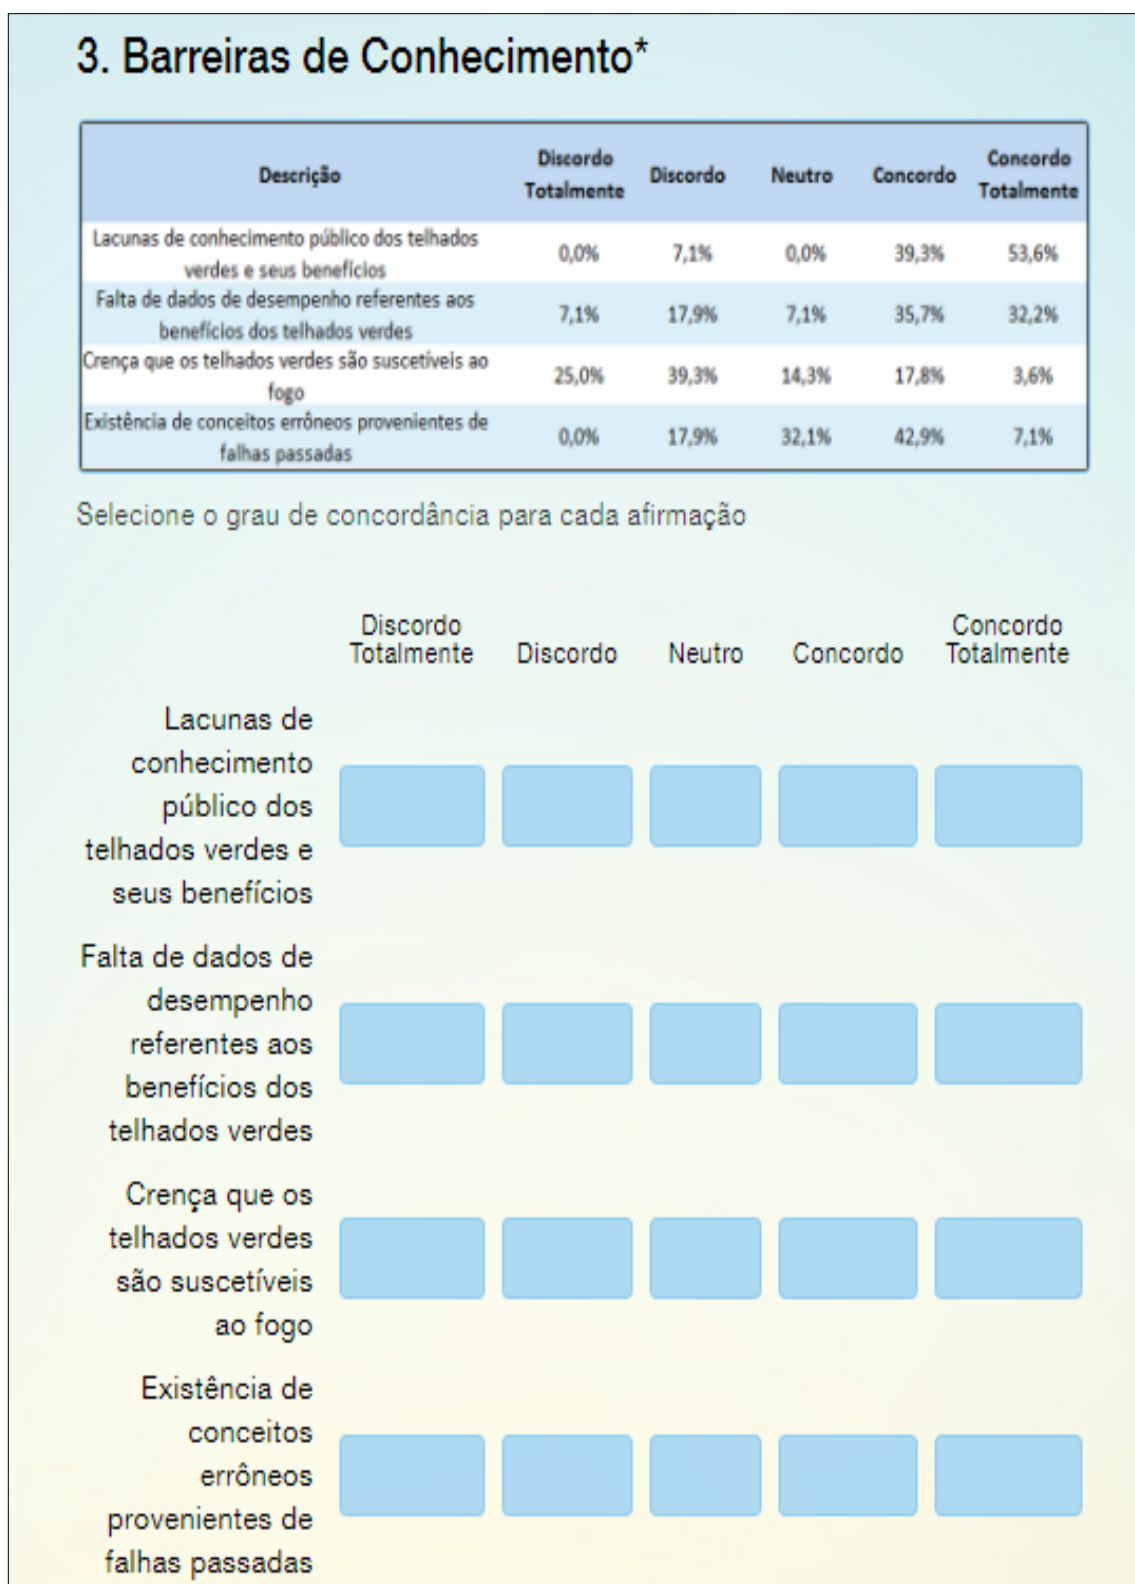 3. Barreiras de Conhecimento*
Descrição Discordo Totalmente Discordo Neutro Concordo Concordo Totalmente
Lacunas de conhecimento público dos telhados
verdes e seus benefícios 0,0% 7,1% 0,0% 39,3% 53,6%
Falta de dados de desempenho referentes aos
benefícios dos telhados verdes 7,1% 17,9% 7,1% 35,7% 32,2%
Crença que os telhados verdes são suscetíveis ao
fogo 25,0% 39,3% 14,3% 17,8% 3,6%
Existência de conceitos errôneos provenientes de
falhas passadas 0,0% 17,9% 32,1% 42,9% 7,1%
Selecione o grau de concordância para cada afirmação
Discordo Totalmente Discordo Neutro Concordo Concordo Totalmente
Lacunas de
conhecimento
público dos
telhados verdes e
seus benefícios
Falta de dados de
desempenho
referentes aos
benefícios dos
telhados verdes
Crença que os
telhados verdes
são suscetíveis
ao fogo
Existência de
conceitos
errôneos
provenientes de
falhas passadas